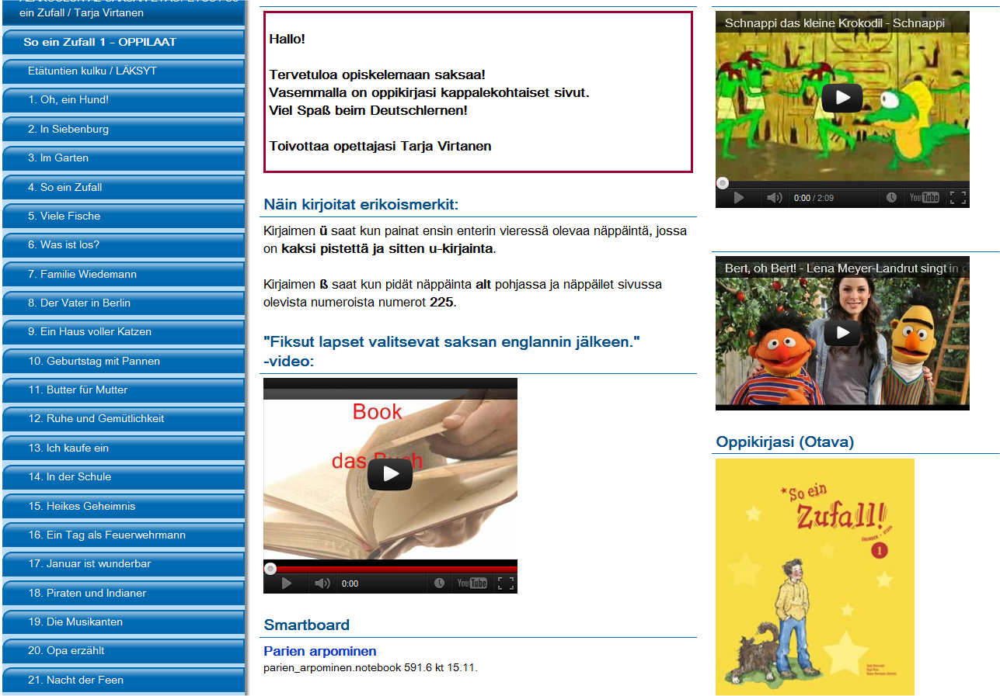 ein Zufall / Tarja Virtanen
So ein Zufall 1 - OPPILAAT
Etätuntien kulku / LÄKSYT
1. Oh, ein Hund!
2. In Siebenburg
3. Im Garten
4. So ein Zufall
5. Viele Fische
6. Was ist los?
7. Familie Wiedemann
8. Der Vater in Berlin
9. Ein Haus voller Katzen
10. Geburtstag mit Pannen
11. Butter für Mutter
12. Ruhe und Gemütlichkeit
13. Ich kaufe ein
14. In der Schule
15. Heikes Geheimnis
16. Ein Tag als Feuerwehrmann
17. Januar ist wunderbar
18. Piraten und Indianer
19. Die Musikanten
20. Opa erzählt
21. Nacht der Feen
Hallo!
Tervetuloa opiskelemaan saksaa!
Vasemmalla on oppikirjasi kappalekohtaiset sivut.
Viel Spaß beim Deutschlernen!
Toivottaa opettajasi Tarja Virtanen
Näin kirjoitat erikoismerkit:
Kirjaimen ü saat kun painat ensin enterin vieressä olevaa näppäintä, jossa
on kaksi pistettä ja sitten u-kirjainta.
Kirjaimen ß saat kun pidät näppäinta alt pohjassa ja näppäilet sivussa
olevista numeroista numerot 225.
"Fiksut lapset valitsevat saksan englannin jälkeen."
-video:
Book
das Buch
0:00
YouTube
Smartboard
Parien arpominen
parien_arpominen.notebook 591.6 kt 15.11.
Schnappi das kleine Krokodil - Schnappi
0:00 / 2:09
YouTube
Bert, oh Bert! - Lena Meyer-Landrut singt in
Oppikirjasi (Otava)
*So ein
Zufall!
1